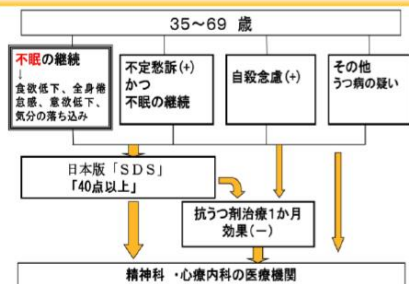 35～69 歳
不眠の継続
↓
食欲低下、全身倦
怠感、意欲低下、
気分の落ち込み
不定愁訴(+)
かつ
不眠の継続
自殺念慮(+)
その他
うつ病の疑い
日本版「SDS」
「40点以上」
抗うつ剤治療1か月
効果(－)
精神科 ・心療内科の医療機関